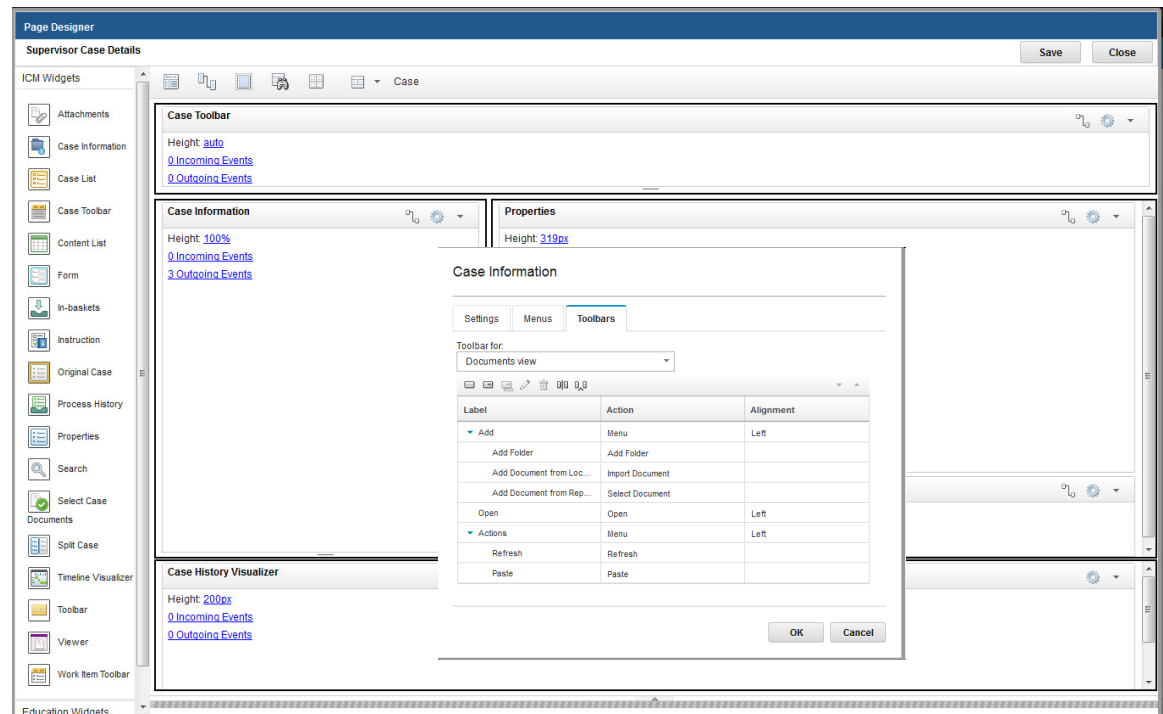 Page Designer
Supervisor Case Details
Save
Close
ICM Widgets
Case
Attachments
Case Information
Case List
Case Toolbar
Content List
Form
In-baskets
Instruction
Original Case
Process History
Properties
Search
Select Case
Documents
Split Case
Timeline Visualizer
Toolbar
Viewer
Work Item Toolbar
Education Widgets
Case Toolbar
Height: auto
0 Incoming Events
0 Outgoing Events
Case Information
Height: 100%
0 Incoming Events
3 Outgoing Events
Properties
Height: 319px
Case Information
Settings
Menus
Toolbars
Toolbar for:
Documents view
Label Action Alignment
Add Menu Left
Add Folder Add Folder
Add Document from Loc... Import Document
Add Document from Rep... Select Document
Open Open Left
Actions Menu Left
Refresh Refresh
Paste Paste
OK
Cancel
Case History Visualizer
Height: 200px
0 Incoming Events
0 Outgoing Events